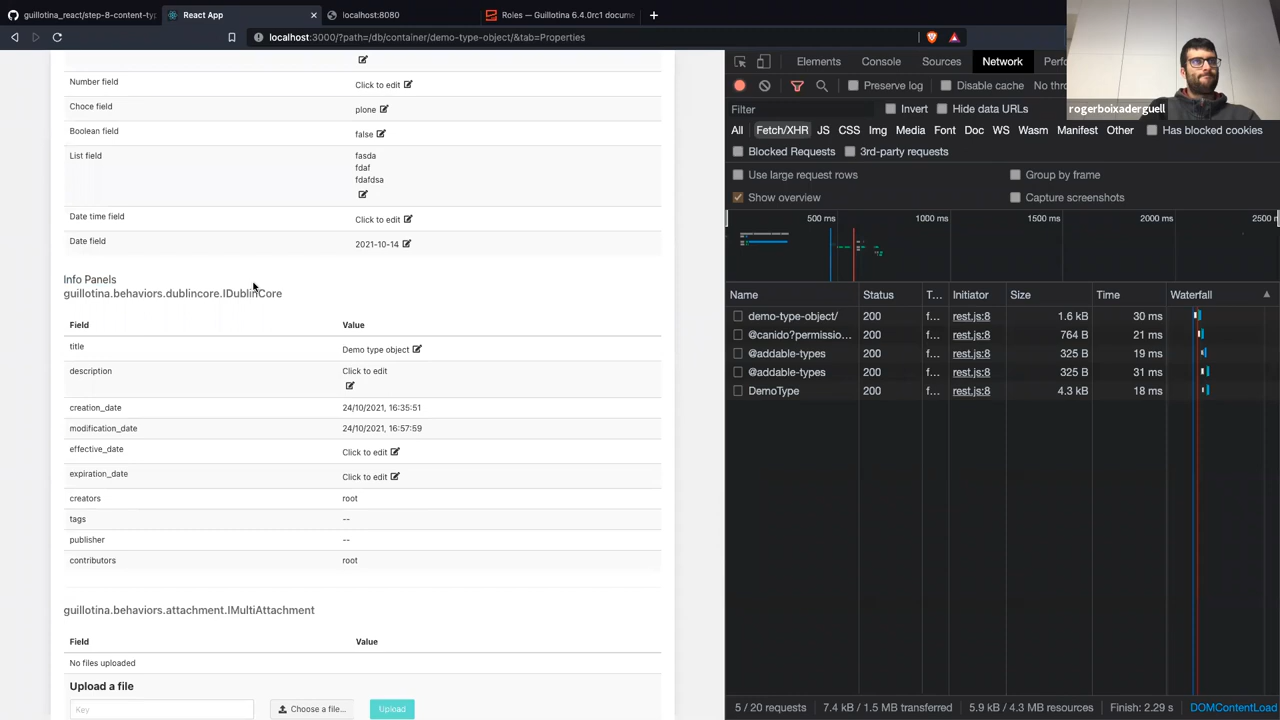 guillotina_react/step-8-content-typ
React App
localhost:8080
Roles — Guillotina 6.4.0rc1 docume
localhost:3000/?path=/db/container/demo-type-object/&tab=Properties
Number field
Click to edit
Choce field
plone
Boolean field
false
List field
fasda
fdaf
fdafdsa
Date time field
Click to edit
Date field
2021-10-14
Info Panels
guillotina.behaviors.dublincore.IDublinCore
Field Value
title
Demo type object
description
Click to edit
creation_date
24/10/2021, 16:35:51
modification_date
24/10/2021, 16:57:59
effective_date
Click to edit
expiration_date
Click to edit
creators
root
tags
--
publisher
--
contributors
root
guillotina.behaviors.attachment.IMultiAttachment
Field Value
No files uploaded
Upload a file
Key
Choose a file...
Upload
Elements Console Sources Network Perfo
Preserve log Disable cache No thro
Filter
Invert Hide data URLs
All Fetch/XHR JS CSS Img Media Font Doc WS Wasm Manifest Other Has blocked cookies
Blocked Requests 3rd-party requests
Use large request rows Group by frame
Show overview Capture screenshots
500 ms 1000 ms 1500 ms 2000 ms 2500 m
Name Status T... Initiator Size Time Waterfall
demo-type-object/ 200 f... rest.js:8 1.6 kB 30 ms
@canido?permissio... 200 f... rest.js:8 764 B 21 ms
@addable-types 200 f... rest.js:8 325 B 19 ms
@addable-types 200 f... rest.js:8 325 B 31 ms
DemoType 200 f... rest.js:8 4.3 kB 18 ms
5 / 20 requests 7.4 kB / 1.5 MB transferred 5.9 kB / 4.3 MB resources Finish: 2.29 s DOMContentLoad
rogerboixaderguell